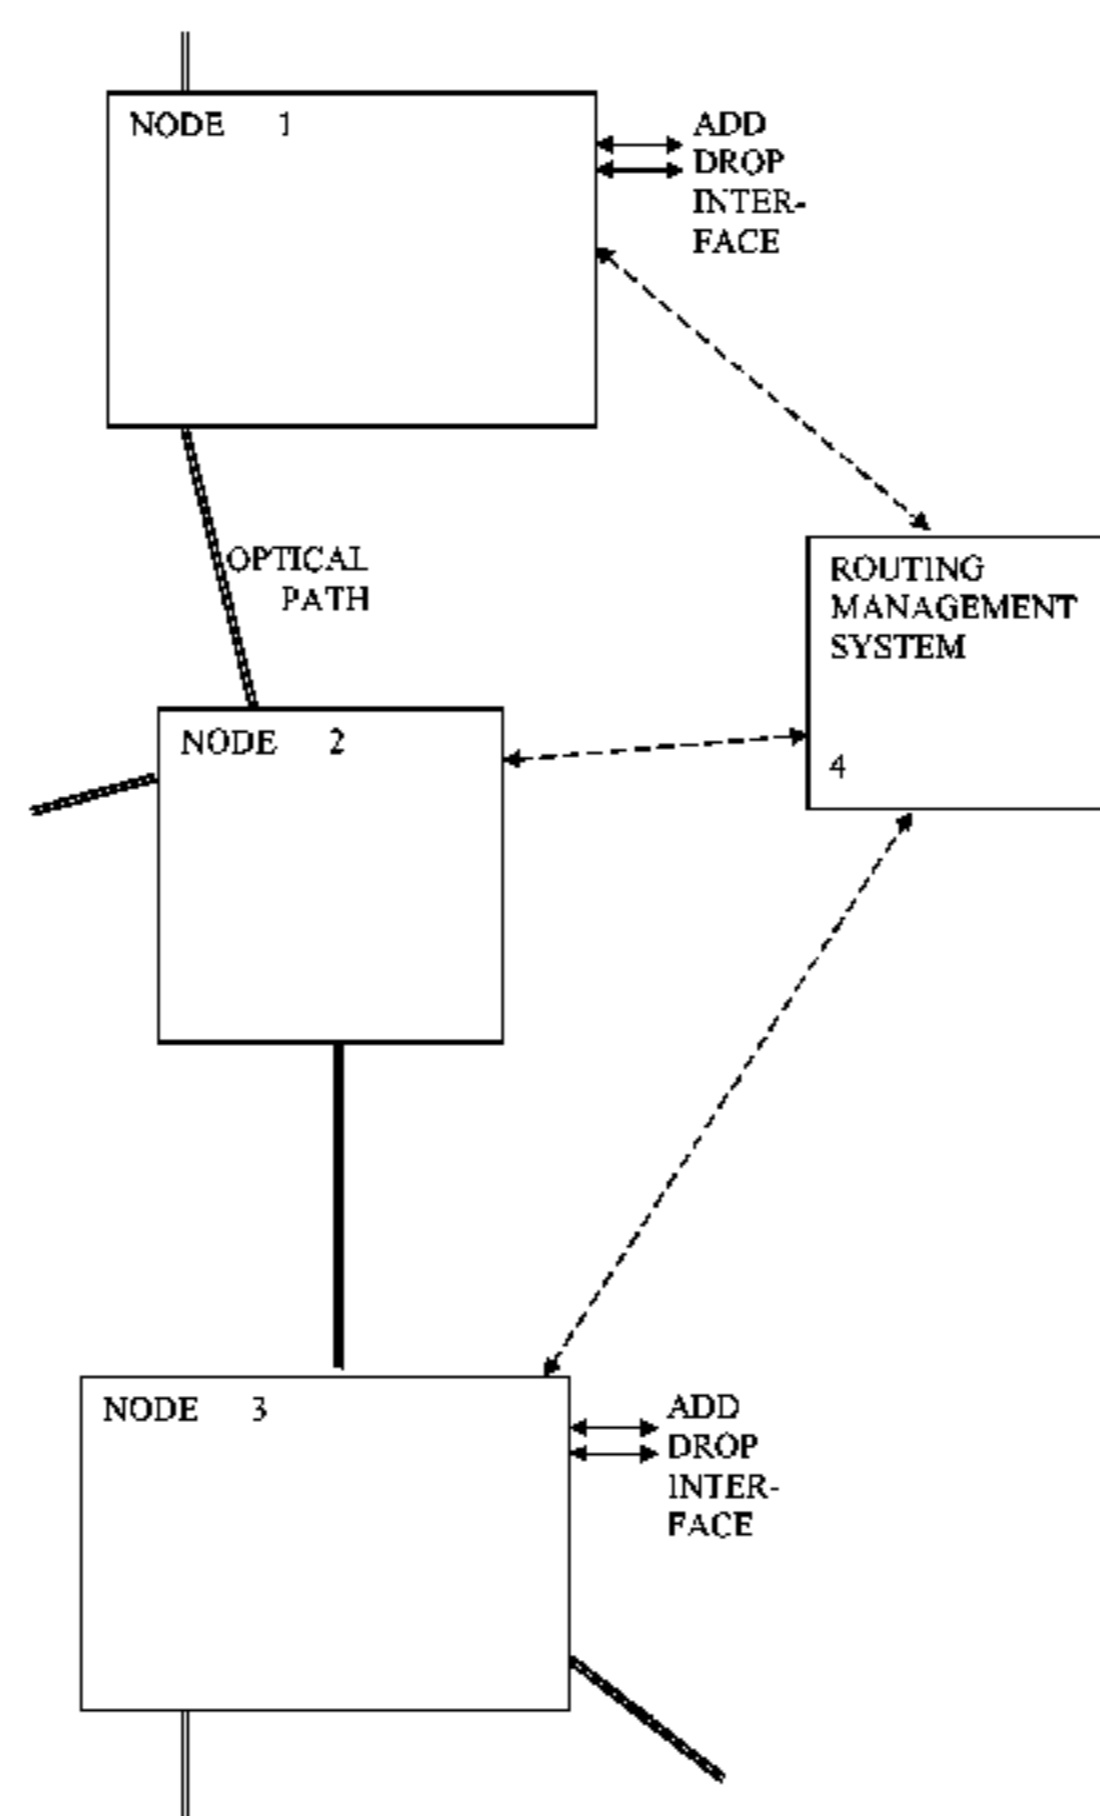 NODE 1
ADD
DROP
INTER-
FACE
OPTICAL
PATH
ROUTING
MANAGEMENT
SYSTEM
4
NODE 2
NODE 3
ADD
DROP
INTER-
FACE